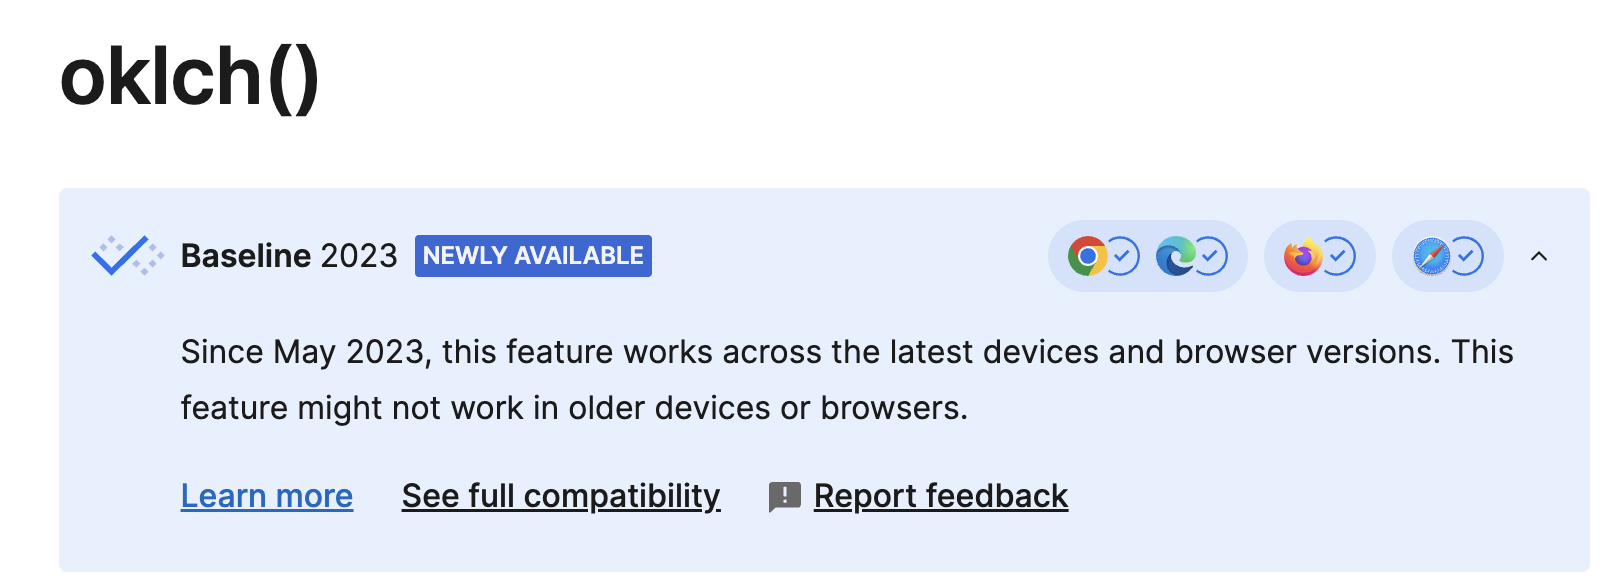 oklch()
Baseline 2023 NEWLY AVAILABLE
Since May 2023, this feature works across the latest devices and browser versions. This
feature might not work in older devices or browsers.
Learn more See full compatibility Report feedback